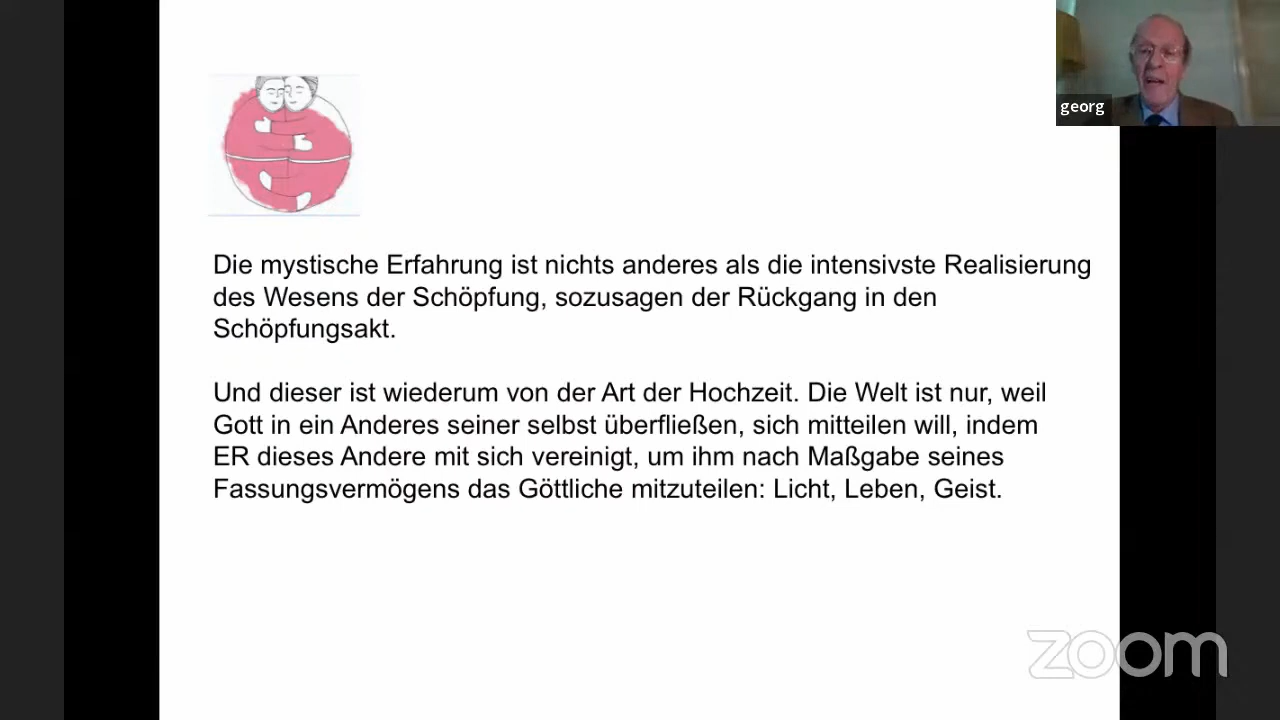 georg
Die mystische Erfahrung ist nichts anderes als die intensivste Realisierung
des Wesens der Schöpfung, sozusagen der Rückgang in den
Schöpfungsakt.
Und dieser ist wiederum von der Art der Hochzeit. Die Welt ist nur, weil
Gott in ein Anderes seiner selbst überfließen, sich mitteilen will, indem
ER dieses Andere mit sich vereinigt, um ihm nach Maßgabe seines
Fassungsvermögens das Göttliche mitzuteilen: Licht, Leben, Geist.
zoom